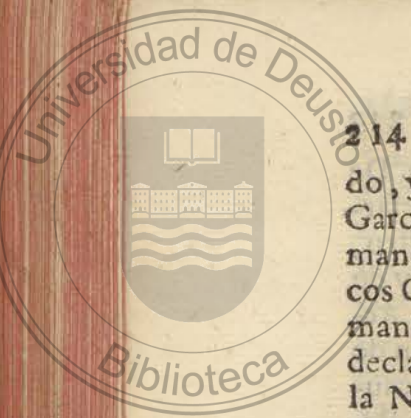 Universidad de Deusto
Biblioteca
214
do, y
Garc
man
cos C
man
decla
la N